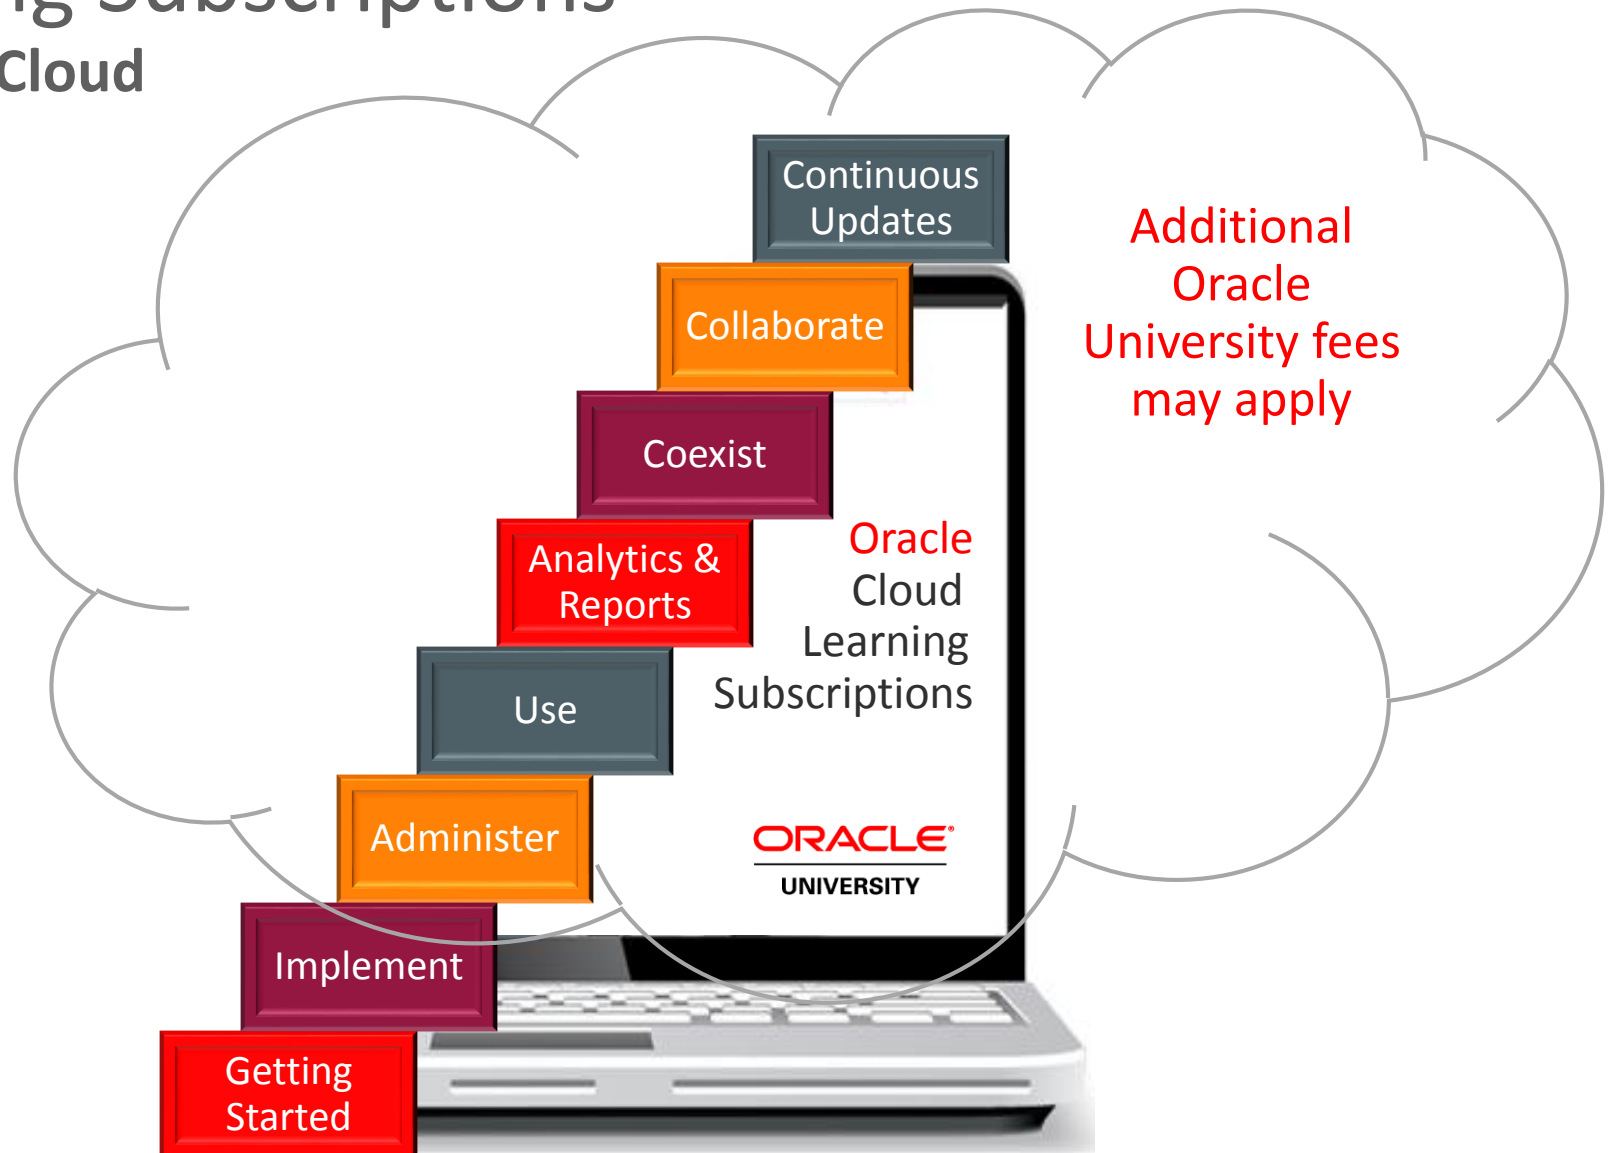 Subscriptions
Cloud
Continuous
Updates
Additional
Oracle
University fees
may apply
Collaborate
Coexist
Analytics &
Reports
Oracle
Cloud
Learning
Subscriptions
Use
Administer
ORACLE®
UNIVERSITY
Implement
Getting
Started